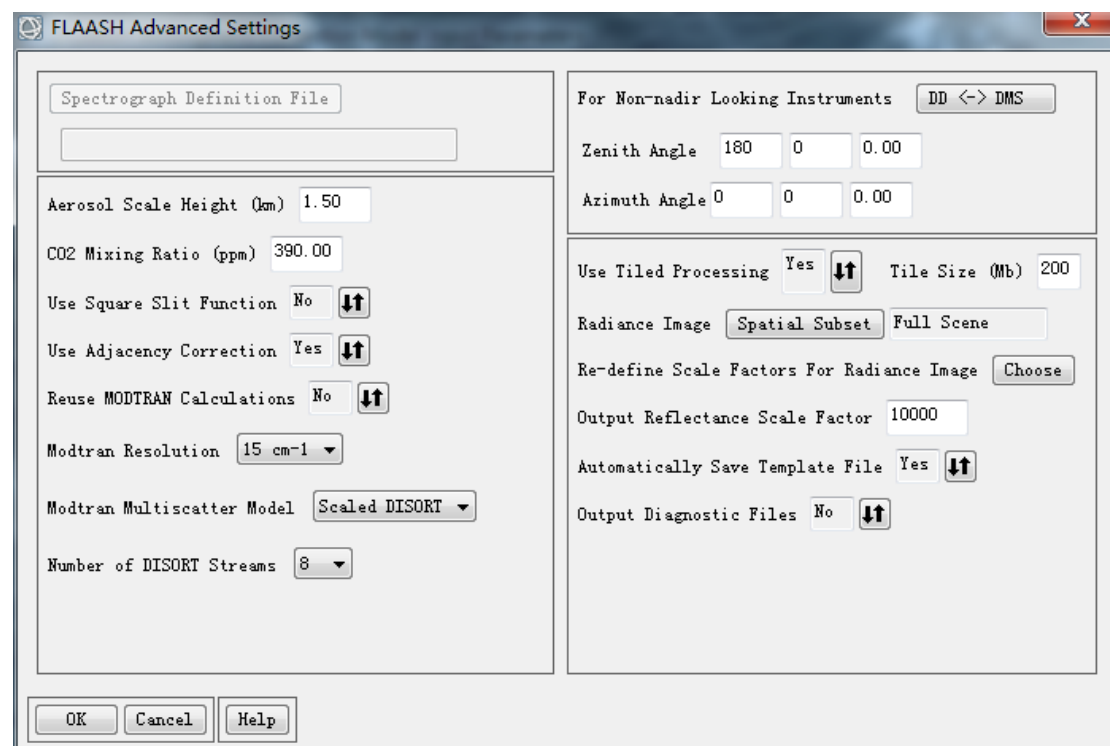 FLAASH Advanced Settings
x
Spectrograph Definition File
Aerosol Scale Height (km) 1.50
CO2 Mixing Ratio (ppm) 390.00
Use Square Slit Function No
Use Adjacency Correction Yes
Reuse MODTRAN Calculations No
Modtran Resolution 15 cm-1
Modtran Multiscatter Model Scaled DISORT
Number of DISORT Streams 8
For Non-nadir Looking Instruments DD <-> DMS
Zenith Angle 180 0 0.00
Azimuth Angle 0 0 0.00
Use Tiled Processing Yes Tile Size (Mb) 200
Radiance Image Spatial Subset Full Scene
Re-define Scale Factors For Radiance Image Choose
Output Reflectance Scale Factor 10000
Automatically Save Template File Yes
Output Diagnostic Files No
OK Cancel Help